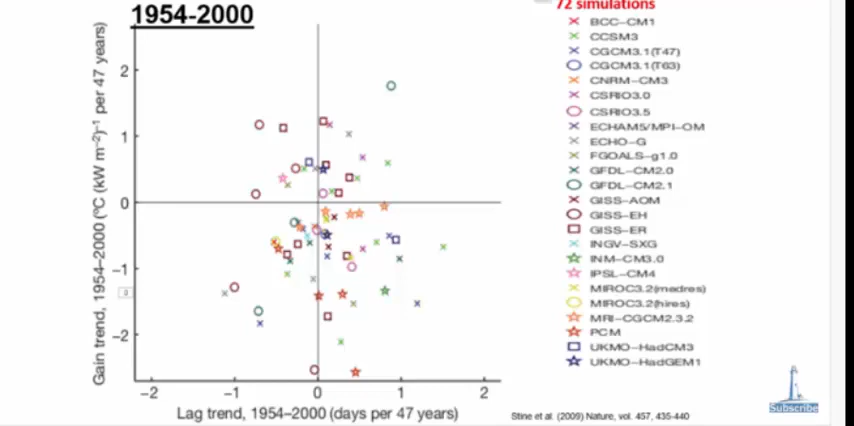 1954-2000
72 simulations
Gain trend, 1954–2000 (ºC (kW m⁻²)⁻¹ per 47 years)
2
1
0
−1
−2
−2
−1
0
1
2
Lag trend, 1954–2000 (days per 47 years)
BCC−CM1
CCSM3
CGCM3.1(T47)
CGCM3.1(T63)
CNRM−CM3
CSRIO3.0
CSRIO3.5
ECHAM5/MPI−OM
ECHO−G
FGOALS−g1.0
GFDL−CM2.0
GFDL−CM2.1
GISS−AOM
GISS−EH
GISS−ER
INGV−SXG
INM−CM3.0
IPSL−CM4
MIROC3.2(medres)
MIROC3.2(hires)
MRI−CGCM2.3.2
PCM
UKMO−HadCM3
UKMO−HadGEM1
Stine et al. (2009) Nature, vol. 457, 435-440
Subscribe